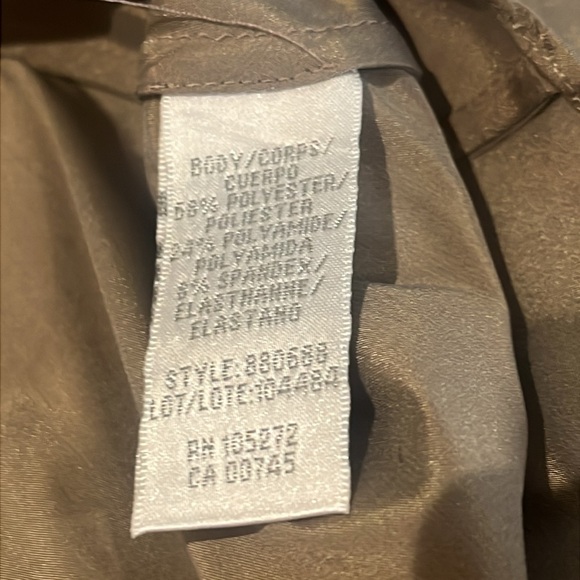 BODY/CORPS/
CUERPO
68% POLYESTER/
POLIESTER
24% POLYAMIDE/
POLYAMIDA
8% SPANDEX/
ELASTHANNE/
ELASTANO
STYLE: 880688
LOT/LOTE:
RN 105272
CA 00745